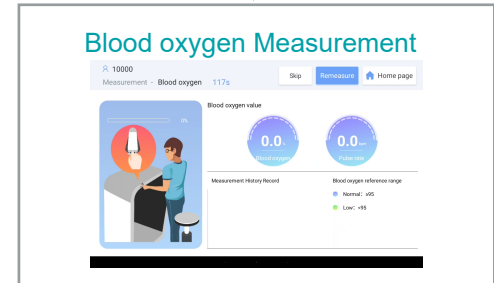 Blood oxygen Measurement
10000
Measurement - Blood oxygen 117s
Skip
Remeasure
Home page
0%
Blood oxygen value
0.0
Blood oxygen
0.0
Pulse rate
Measurement History Record
Blood oxygen reference range
Normal: ≥95
Low: <95